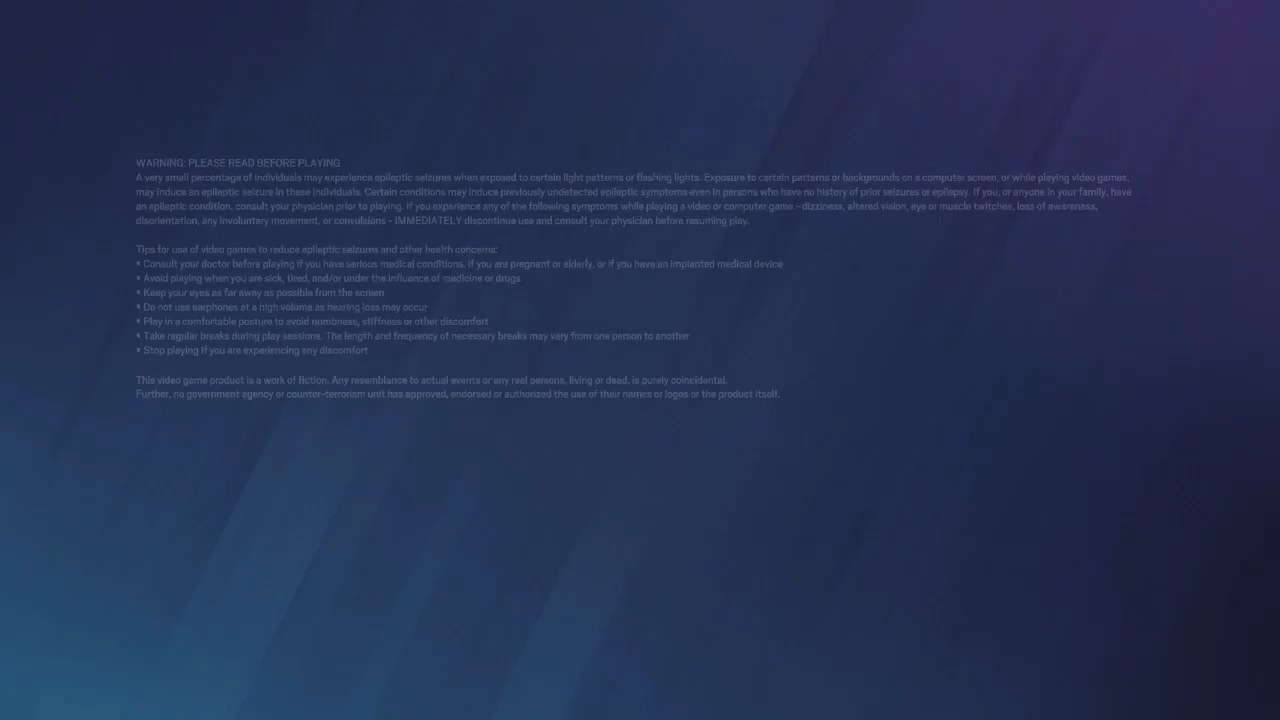 WARNING: PLEASE READ BEFORE PLAYING
A very small percentage of individuals may experience epileptic seizures when exposed to certain light patterns or flashing lights. Exposure to certain patterns or backgrounds on a computer screen, or while playing video games,
may induce an epileptic seizure in these individuals. Certain conditions may induce previously undetected epileptic symptoms even in persons who have no history of prior seizures or epilepsy. If you, or anyone in your family, have
an epileptic condition, consult your physician prior to playing. If you experience any of the following symptoms while playing a video or computer game - dizziness, altered vision, eye or muscle twitches, loss of awareness,
disorientation, any involuntary movement, or convulsions - IMMEDIATELY discontinue use and consult your physician before resuming play.
Tips for use of video games to reduce epileptic seizures and other health concerns:
• Consult your doctor before playing if you have serious medical conditions, if you are pregnant or elderly, or if you have an implanted medical device
• Avoid playing when you are sick, tired, and/or under the influence of medicine or drugs
• Keep your eyes as far away as possible from the screen
• Do not use earphones at a high volume as hearing loss may occur
• Play in a comfortable posture to avoid numbness, stiffness or other discomfort
• Take regular breaks during play sessions. The length and frequency of necessary breaks may vary from one person to another
• Stop playing if you are experiencing any discomfort
This video game product is a work of fiction. Any resemblance to actual events or any real persons, living or dead, is purely coincidental.
Further, no government agency or counter-terrorism unit has approved, endorsed or authorized the use of their names or logos or the product itself.